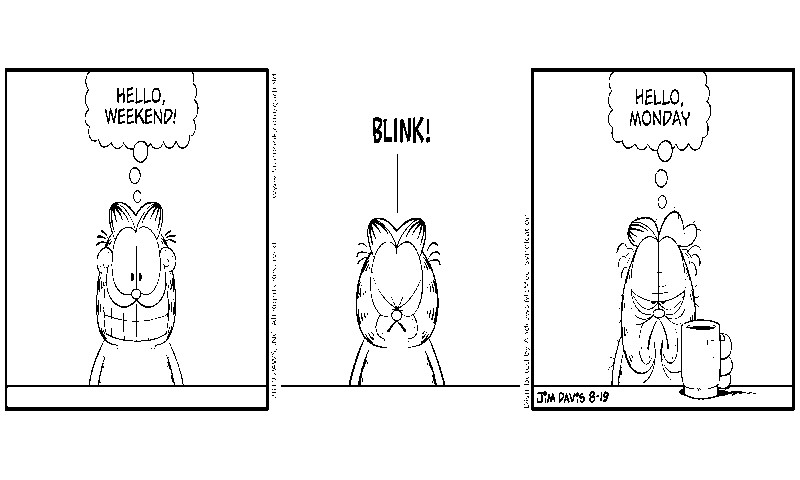 HELLO,
WEEKEND!
BLINK!
HELLO,
MONDAY
JIM DAVIS 8-19